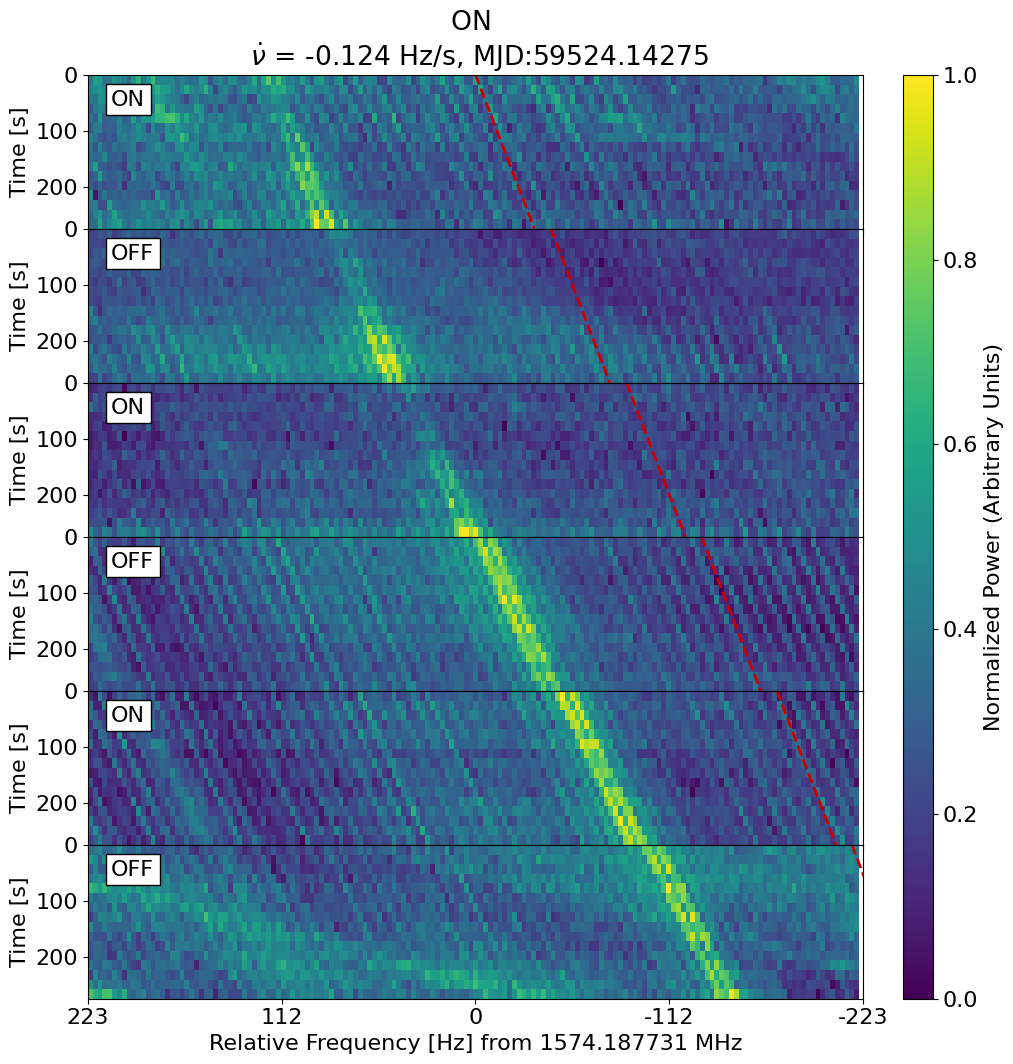 ON
ν̇ = -0.124 Hz/s, MJD:59524.14275
ON
OFF
ON
OFF
ON
OFF
0
100
200
0
100
200
0
100
200
0
100
200
0
100
200
0
100
200
Time [s]
Time [s]
Time [s]
Time [s]
Time [s]
Time [s]
223
112
0
-112
-223
Relative Frequency [Hz] from 1574.187731 MHz
1.0
0.8
0.6
0.4
0.2
0.0
Normalized Power (Arbitrary Units)